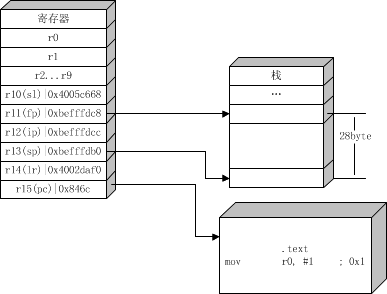 寄存器
r0
r1
r2...r9
r10(sl)|0x4005c668
r11(fp)|0xbefffdc8
r12(ip)|0xbefffdcc
r13(sp)|0xbefffdb0
r14(lr)|0x4002daf0
r15(pc)|0x846c
栈
…
28byte
.text
mov r0, #1 ; 0x1